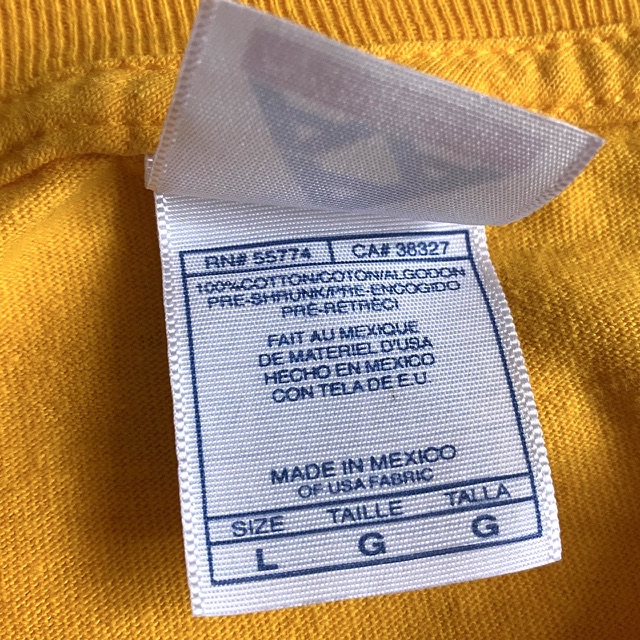 RN# 55774 CA# 38327
100%COTTON/COTON/ALGODON
PRE-SHRUNK/PRE-ENCOGIDO
PRÉ-RÉTRÉCI
FAIT AU MEXIQUE
DE MATERIEL D'USA
HECHO EN MEXICO
CON TELA DE E.U.
MADE IN MEXICO
OF USA FABRIC
SIZE TAILLE TALLA
L G G